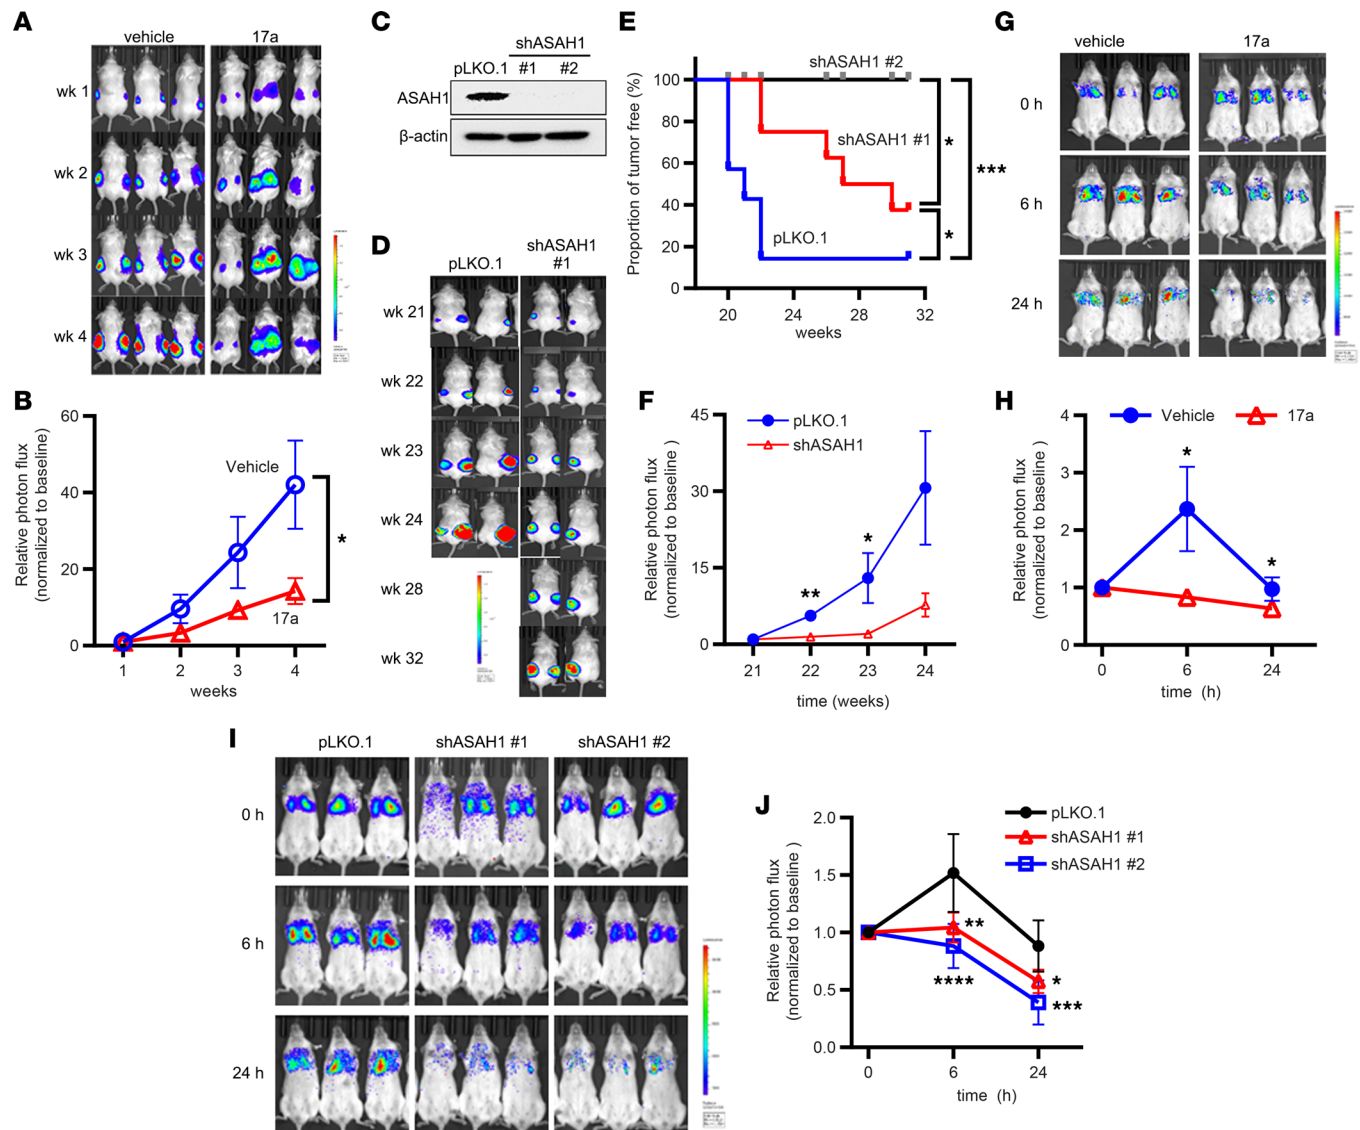 A
vehicle
17a
wk 1
wk 2
wk 3
wk 4
B
60
40
20
0
Relative photon flux
(normalized to baseline)
Vehicle
17a
*
1
2
3
4
weeks
C
shASAH1
pLKO.1
#1
#2
ASAH1
β-actin
D
pLKO.1
shASAH1
#1
wk 21
wk 22
wk 23
wk 24
wk 28
wk 32
E
Proportion of tumor free (%)
100
80
60
40
20
0
shASAH1 #2
shASAH1 #1
pLKO.1
*
*
***
20
24
28
32
weeks
F
45
30
15
0
Relative photon flux
(normalized to baseline )
pLKO.1
shASAH1
**
*
21
22
23
24
time (weeks)
G
vehicle
17a
0 h
6 h
24 h
H
4
3
2
1
0
Relative photon flux
(normalized to baseline )
Vehicle
17a
*
*
0
6
24
time (h)
I
pLKO.1
shASAH1 #1
shASAH1 #2
0 h
6 h
24 h
J
2.0
1.5
1.0
0.5
0.0
Relative photon flux
(normalized to baseline )
pLKO.1
shASAH1 #1
shASAH1 #2
**
****
*
***
0
6
24
time (h)